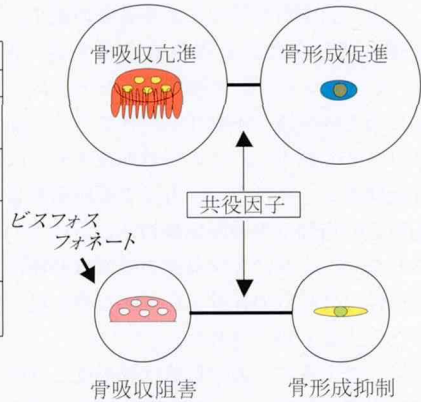 骨吸収亢進
骨形成促進
共役因子
ビスフォス
フォネート
骨吸収阻害
骨形成抑制